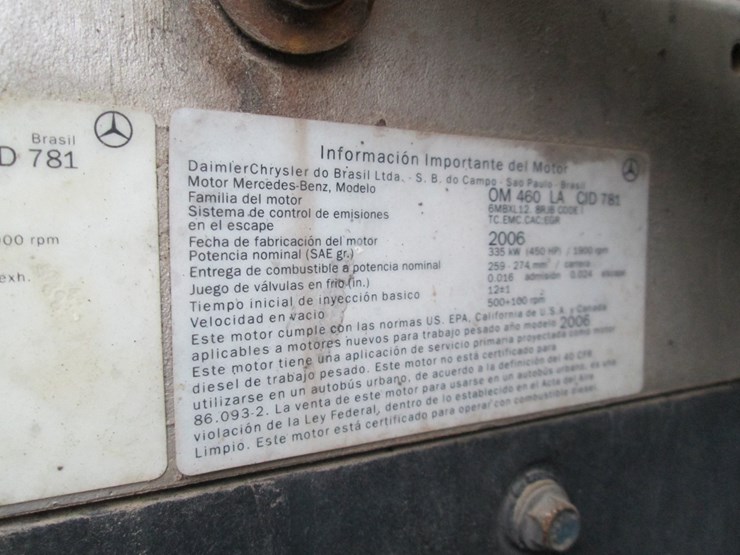 Brasil
D 781
00 rpm
exh.
Información Importante del Motor
DaimlerChrysler do Brasil Ltda. - S. B. do Campo - Sao Paulo - Brasil
Motor Mercedes-Benz, Modelo OM 460 LA CID 781
Familia del motor
Sistema de control de emisiones TC.EMC.CAC.EGR
en el escape
Fecha de fabricación del motor 2006
Potencia nominal (SAE gr.) 335 kW (450 HP) / 1900 rpm
Entrega de combustible a potencia nominal 259 - 274 mm³ / carrera
Juego de válvulas en frio (in.) 0.016 admisión 0.024 escape
Tiempo inicial de inyección basico 12±1
Velocidad en vacio 500+100 rpm
Este motor cumple con las normas US. EPA, California de U.S.A. y Canada
aplicables a motores nuevos para trabajo pesado año modelo 2006
Este motor tiene una aplicación de servicio primaria proyectada como motor
diesel de trabajo pesado. Este motor no está certificado para
utilizarse en un autobús urbano, de acuerdo a la definición del 40 CFR
86.093-2. La venta de este motor para usarse en un autobús urbano, es una
violación de la Ley Federal, dentro de lo establecido en el Acta del Aire
Limpio. Este motor está certificado para operar con combustible diesel.